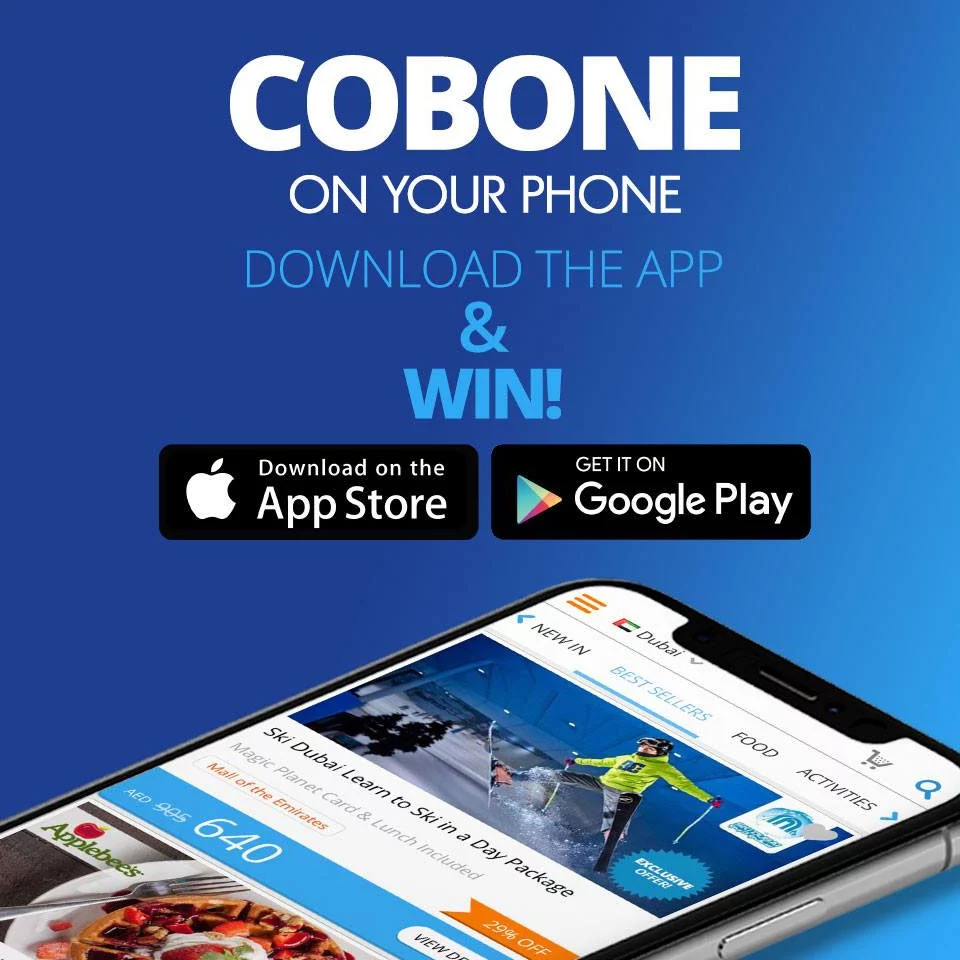 COBONE
ON YOUR PHONE
DOWNLOAD THE APP
&
WIN!
Download on the
App Store
GET IT ON
Google Play
Dubai
NEW IN
BEST SELLERS
FOOD
ACTIVITIES
EXCLUSIVE
OFFER!
Ski Dubai Learn to Ski in a Day Package
Magic Planet Card & Lunch Included
Mall of the Emirates
AED 905 640
29% OFF
VIEW
Applebee's